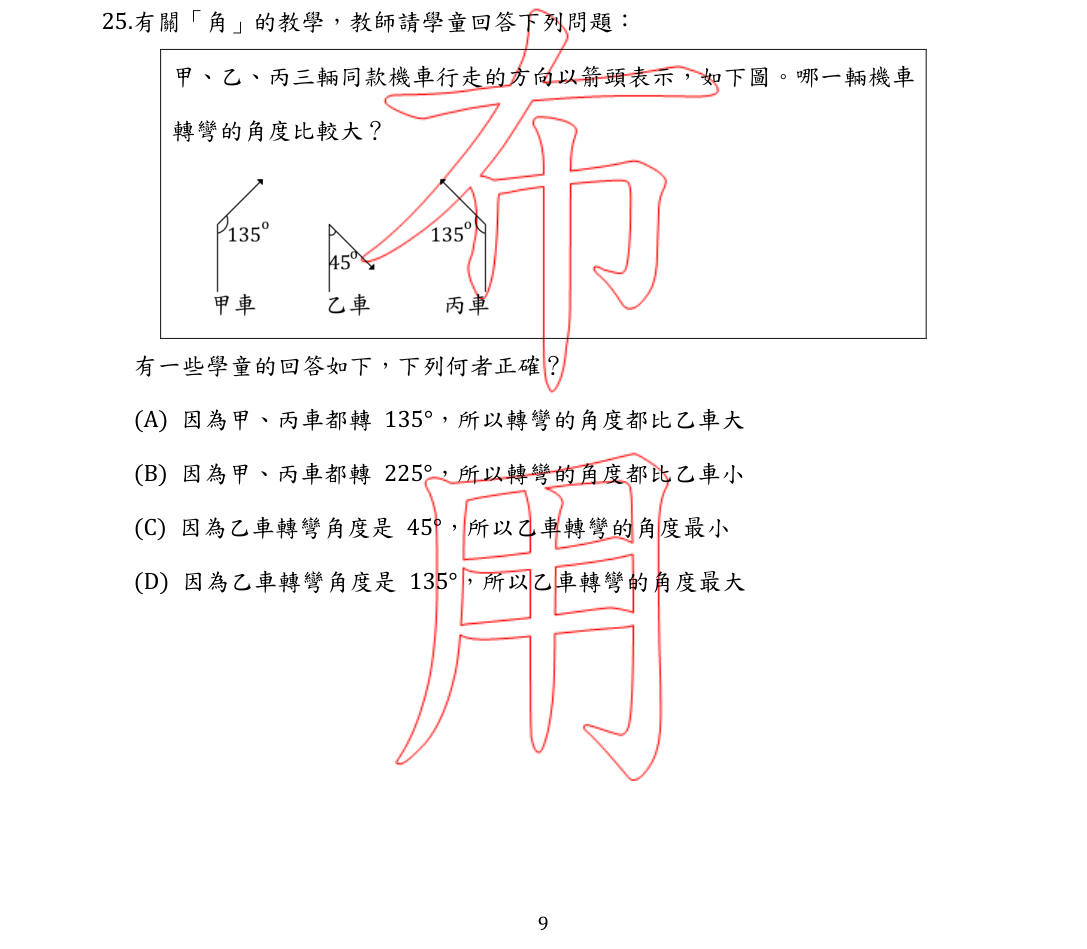 25.有關「角」的教學，教師請學童回答下列問題：
甲、乙、丙三輛同款機車行走的方向以箭頭表示，如下圖。哪一輛機車
轉彎的角度比較大？
135⁰ 45⁰ 135⁰
甲車 乙車 丙車
有一些學童的回答如下，下列何者正確？
(A) 因為甲、丙車都轉 135°，所以轉彎的角度都比乙車大
(B) 因為甲、丙車都轉 225°，所以轉彎的角度都比乙車小
(C) 因為乙車轉彎角度是 45°，所以乙車轉彎的角度最小
(D) 因為乙車轉彎角度是 135°，所以乙車轉彎的角度最大
布
用
9